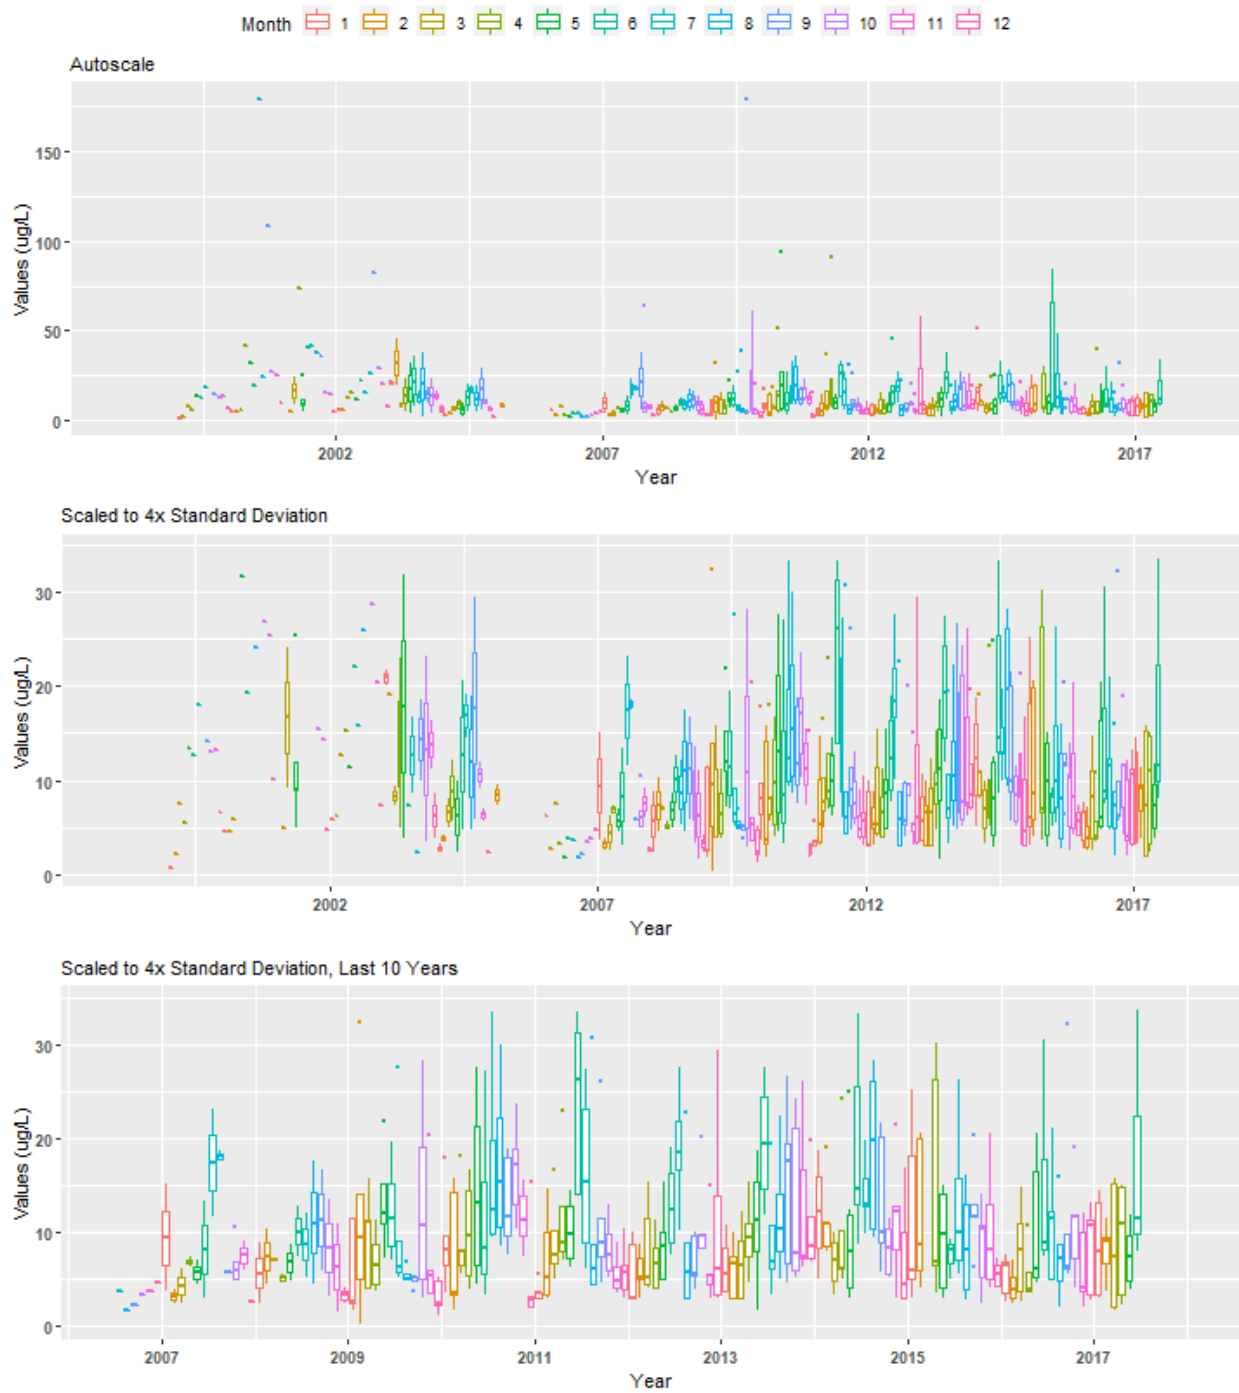 Month 1 2 3 4 5 6 7 8 9 10 11 12
Autoscale
Values (ug/L)
150
100
50
0
2002 2007 2012 2017
Year
Scaled to 4x Standard Deviation
Values (ug/L)
30
20
10
0
2002 2007 2012 2017
Year
Scaled to 4x Standard Deviation, Last 10 Years
Values (ug/L)
30
20
10
0
2007 2009 2011 2013 2015 2017
Year